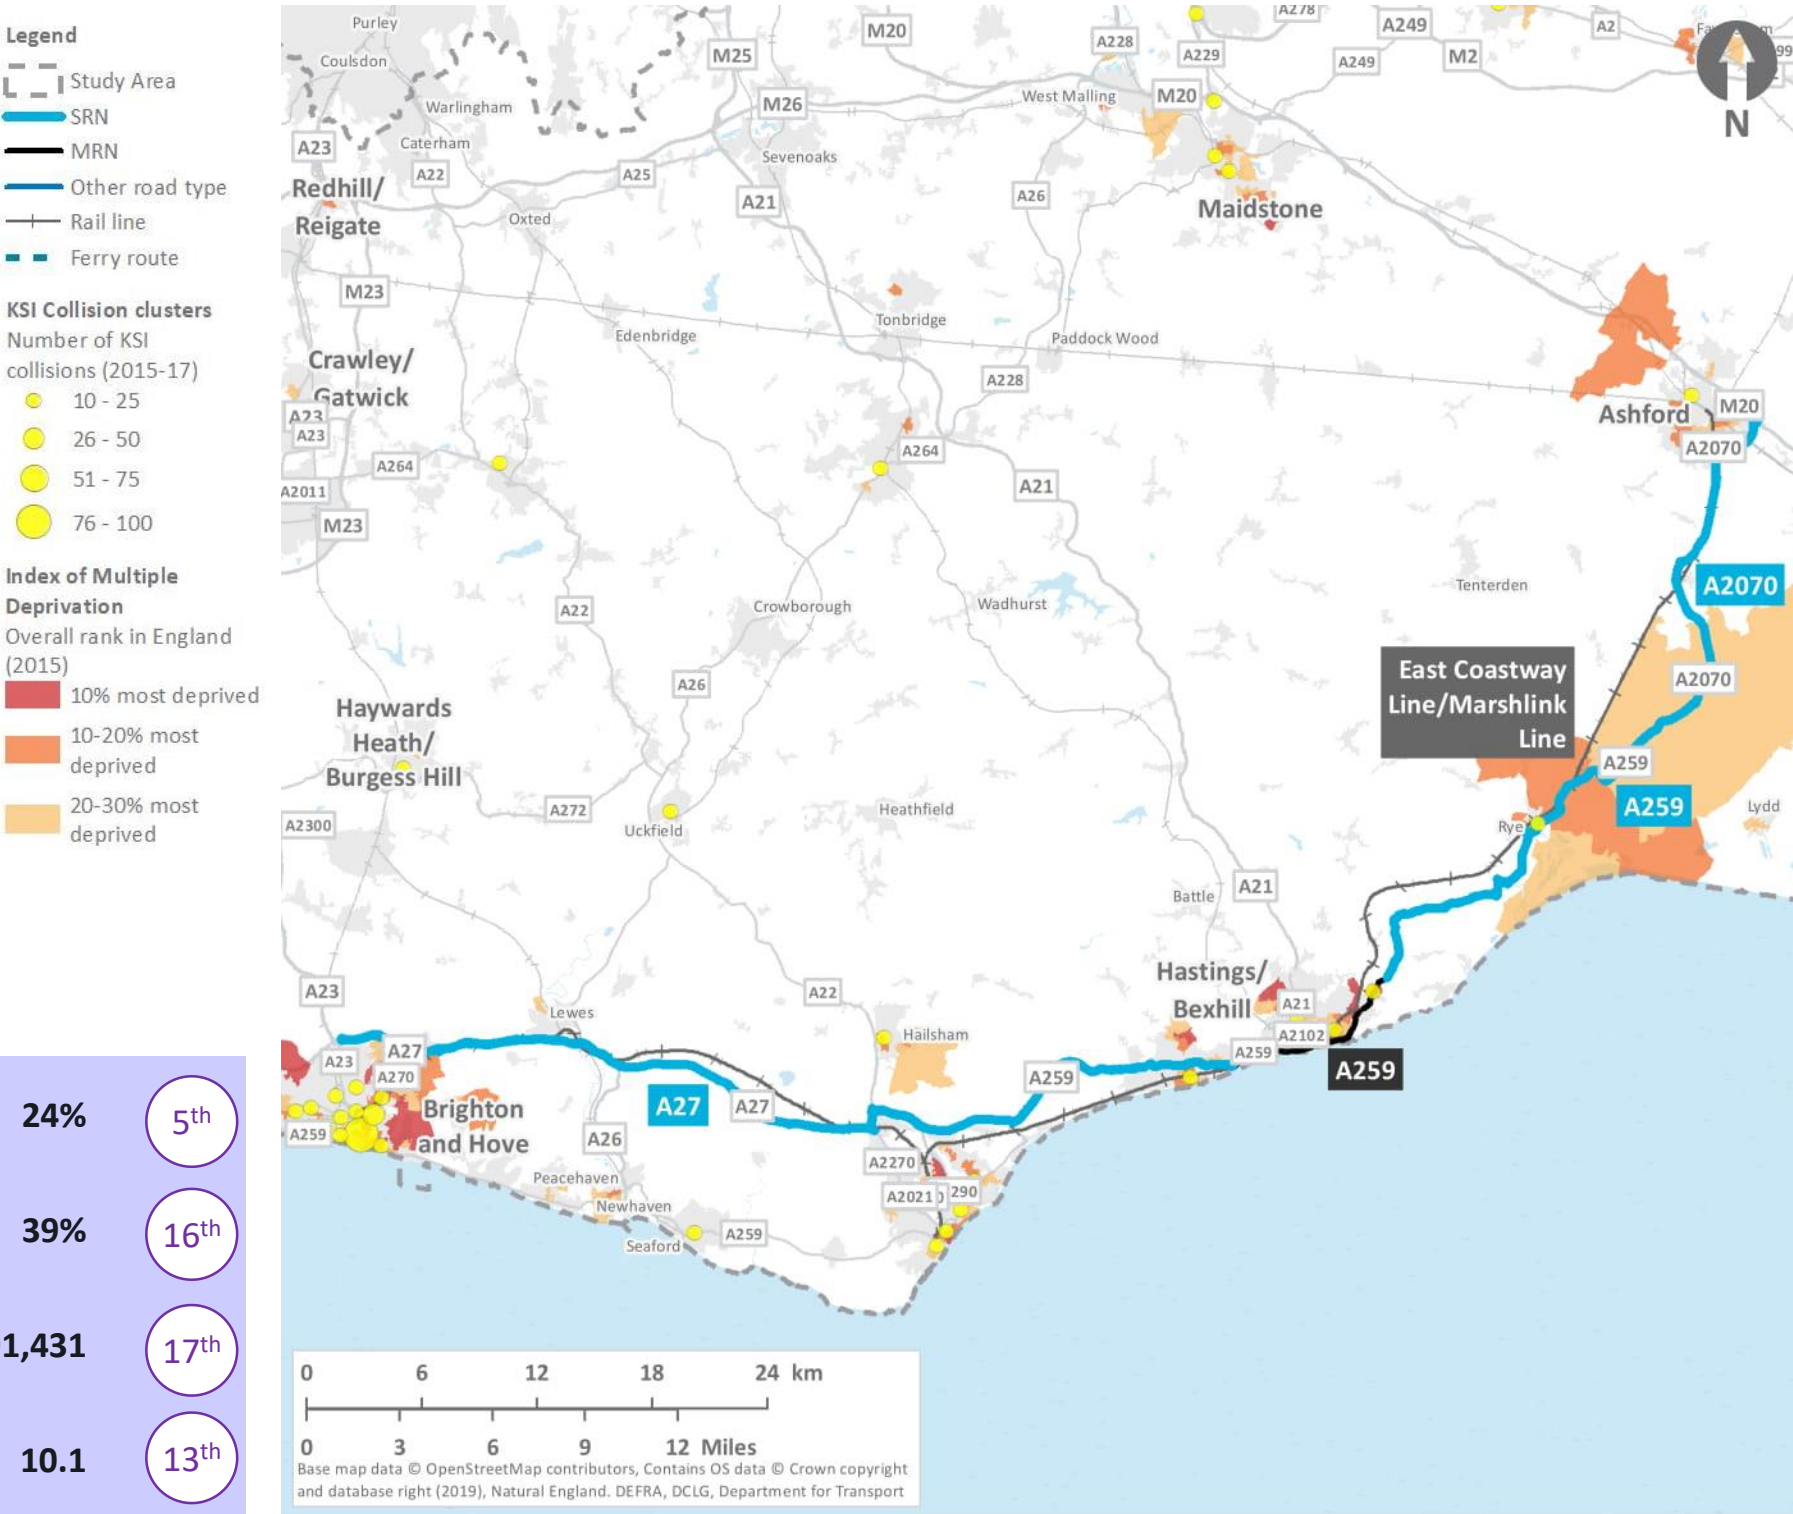 Legend
Study Area
SRN
MRN
Other road type
Rail line
Ferry route
KSI Collision clusters
Number of KSI
collisions (2015-17)
10 - 25
26 - 50
51 - 75
76 - 100
Index of Multiple
Deprivation
Overall rank in England
(2015)
10% most deprived
10-20% most
deprived
20-30% most
deprived
24%
5th
39%
16th
1,431
17th
10.1
13th
Purley
Coulsdon
Warlingham
Caterham
M25
M20
M26
A228
A229
A278
A249
A249
M2
A2
99
N
West Malling
M20
A23
A22
A25
Sevenoaks
A21
A26
Redhill/
Reigate
Oxted
Maidstone
M23
Edenbridge
Tonbridge
Paddock Wood
Crawley/
Gatwick
A23
A23
A228
Ashford
M20
A2070
A264
A264
A2011
M23
A21
A22
Crowborough
Wadhurst
Tenterden
A2070
A2070
A26
East Coastway
Line/Marshlink
Line
Haywards
Heath/
Burgess Hill
A259
A259
Lydd
A272
A2300
Uckfield
Heathfield
Rye
Battle
A21
A23
A22
Hastings/
Bexhill
A21
A2102
A259
A259
Lewes
Hailsham
A23
A27
A270
A259
A27
A27
A259
Brighton
and Hove
A26
A2270
A2021
290
Peacehaven
Newhaven
Seaford
A259
0 6 12 18 24 km
0 3 6 9 12 Miles
Base map data © OpenStreetMap contributors, Contains OS data © Crown copyright
and database right (2019), Natural England. DEFRA, DCLG, Department for Transport